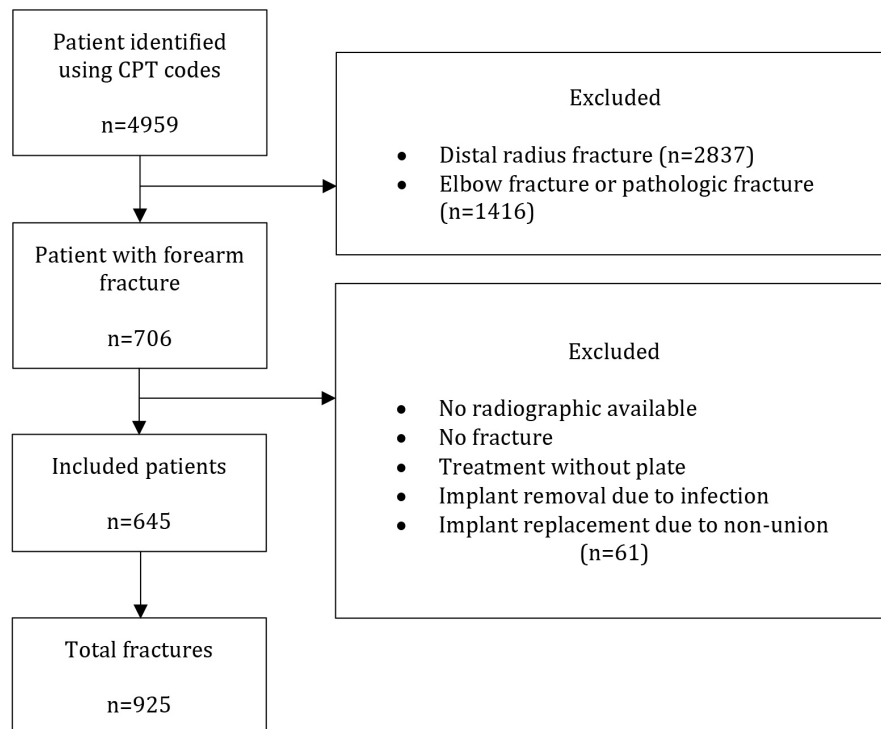 Patient identified
using CPT codes
n=4959
Excluded
• Distal radius fracture (n=2837)
• Elbow fracture or pathologic fracture
(n=1416)
Patient with forearm
fracture
n=706
Excluded
• No radiographic available
• No fracture
• Treatment without plate
• Implant removal due to infection
• Implant replacement due to non-union
(n=61)
Included patients
n=645
Total fractures
n=925